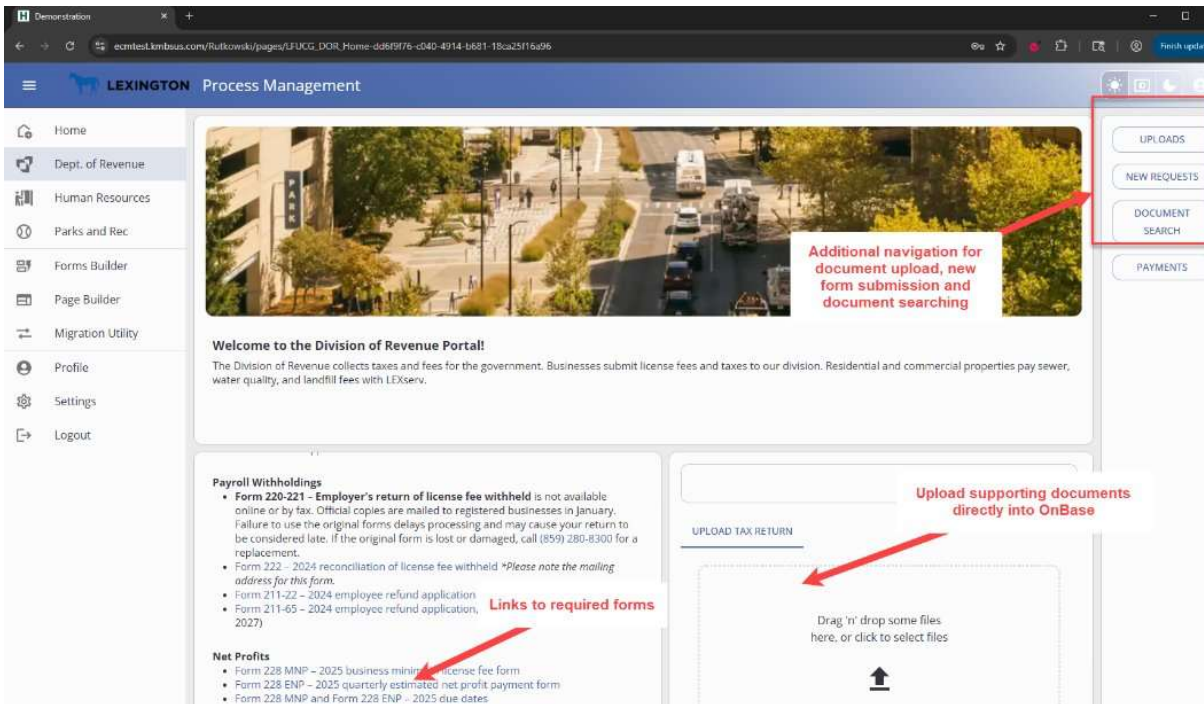 Demonstration
ecmtest.kmbsus.com/Rutkowski/pages/LFUCG_DOR_Home-dd6f9f76-c040-4914-b681-18ca25f16a96
Finish updat
LEXINGTON Process Management
Home
Dept. of Revenue
Human Resources
Parks and Rec
Forms Builder
Page Builder
Migration Utility
Profile
Settings
Logout
PARK
UPLOADS
NEW REQUESTS
DOCUMENT
SEARCH
PAYMENTS
Additional navigation for
document upload, new
form submission and
document searching
Welcome to the Division of Revenue Portal!
The Division of Revenue collects taxes and fees for the government. Businesses submit license fees and taxes to our division. Residential and commercial properties pay sewer,
water quality, and landfill fees with LEXserv.
Payroll Withholdings
• Form 220-221 – Employer's return of license fee withheld is not available
online or by fax. Official copies are mailed to registered businesses in January.
Failure to use the original forms delays processing and may cause your return to
be considered late. If the original form is lost or damaged, call (859) 280-8300 for a
replacement.
• Form 222 – 2024 reconciliation of license fee withheld *Please note the mailing
address for this form.
• Form 211-22 – 2024 employee refund application
• Form 211-65 – 2024 employee refund application,
2027)
Links to required forms
Net Profits
• Form 228 MNP – 2025 business license fee form
• Form 228 ENP – 2025 quarterly estimated net profit payment form
• Form 228 MNP and Form 228 ENP – 2025 due dates
Upload supporting documents
directly into OnBase
UPLOAD TAX RETURN
Drag 'n' drop some files
here, or click to select files